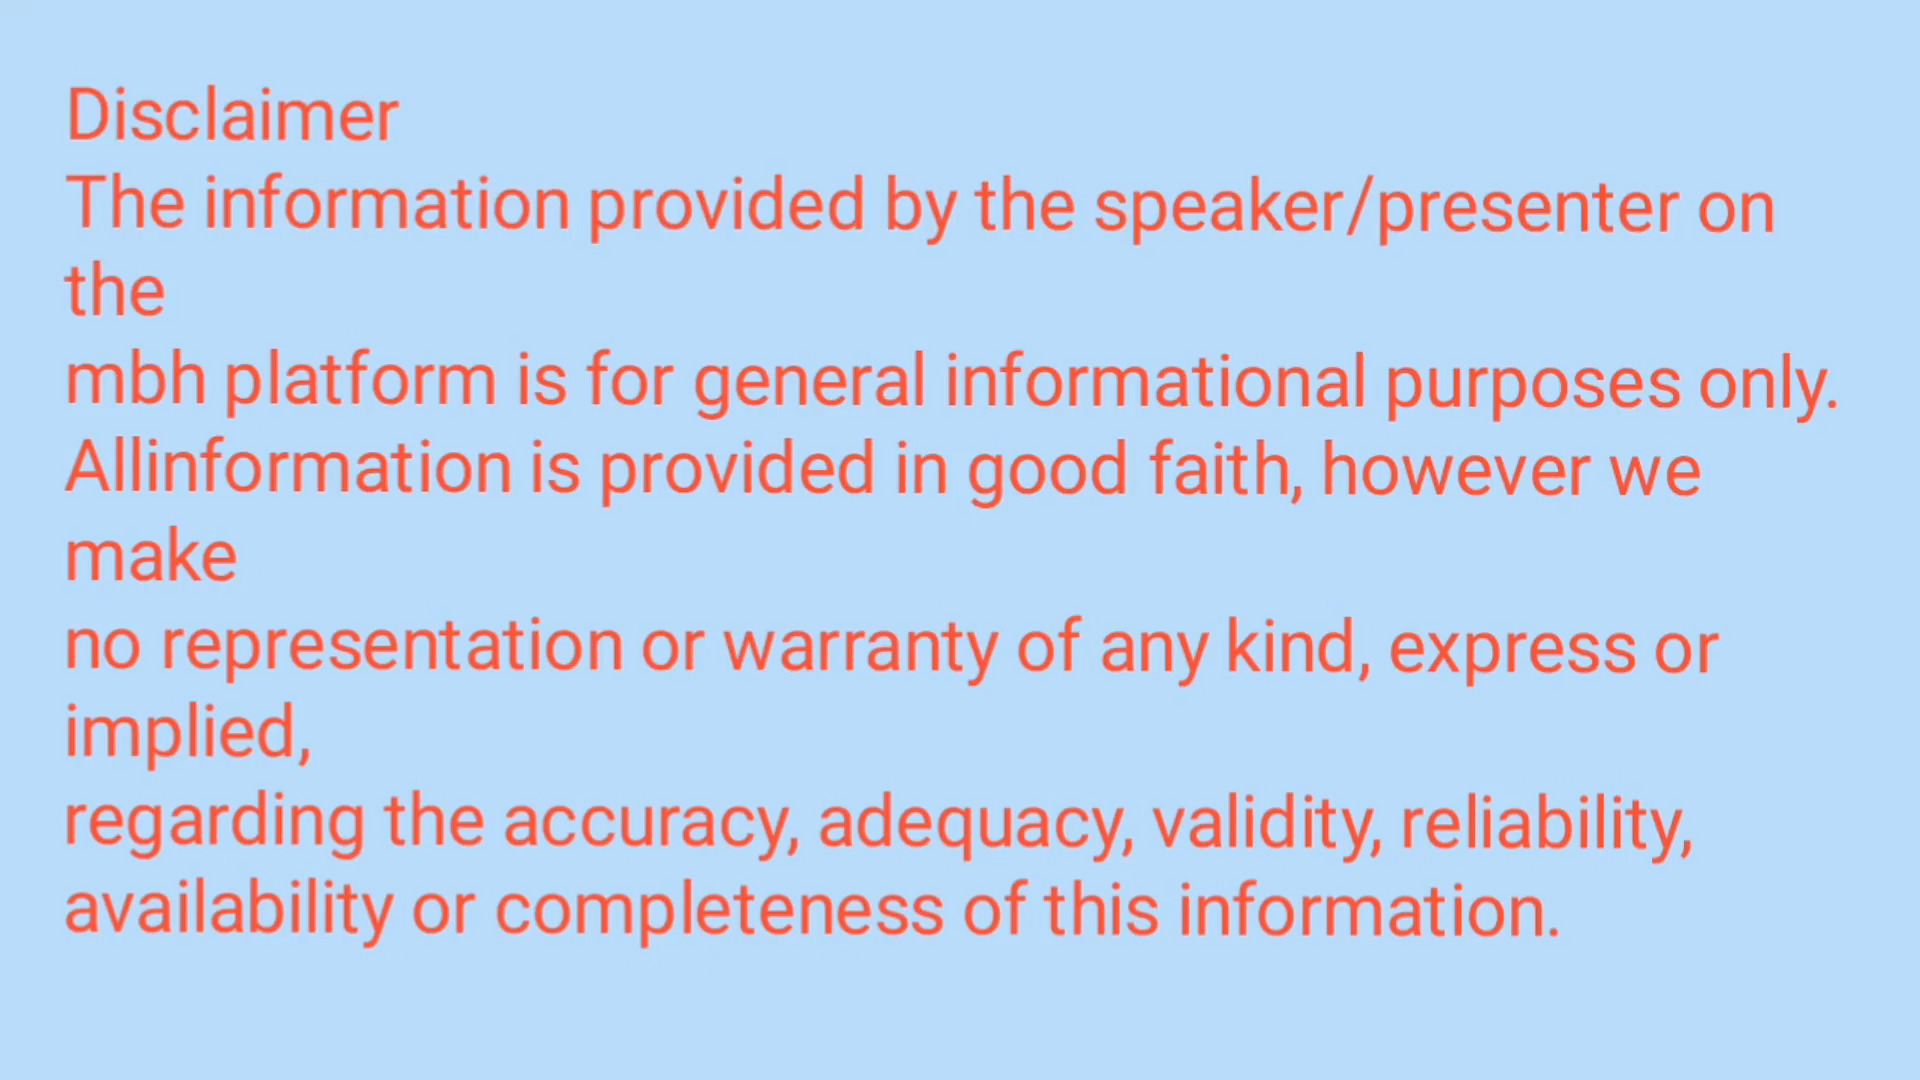 Disclaimer
The information provided by the speaker/presenter on
the
mbh platform is for general informational purposes only.
Allinformation is provided in good faith, however we
make
no representation or warranty of any kind, express or
implied,
regarding the accuracy, adequacy, validity, reliability,
availability or completeness of this information.